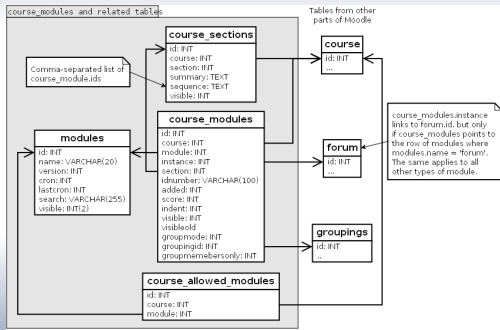 course_modules and related tables
Tables from other
parts of Moodle
course_sections
id: INT
course: INT
section: INT
summary: TEXT
sequence: TEXT
visible: INT
course
id: INT
...
Comma-separated list of
course_module.ids
modules
id: INT
name: VARCHAR(20)
version: INT
cron: INT
lastcron: INT
search: VARCHAR(255)
visible: INT(2)
course_modules
id: INT
course: INT
module: INT
instance: INT
section: INT
idnumber: VARCHAR(100)
added: INT
score: INT
indent: INT
visible: INT
visibleold
groupmode: INT
groupingid: INT
groupmemebersonly: INT
forum
id: INT
...
course_modules.instance
links to forum.id, but only
if course_modules points to
the row of modules where
modules.name = 'forum'.
The same applies to all
other types of module.
groupings
id: INT
..
course_allowed_modules
id: INT
course: INT
module: INT